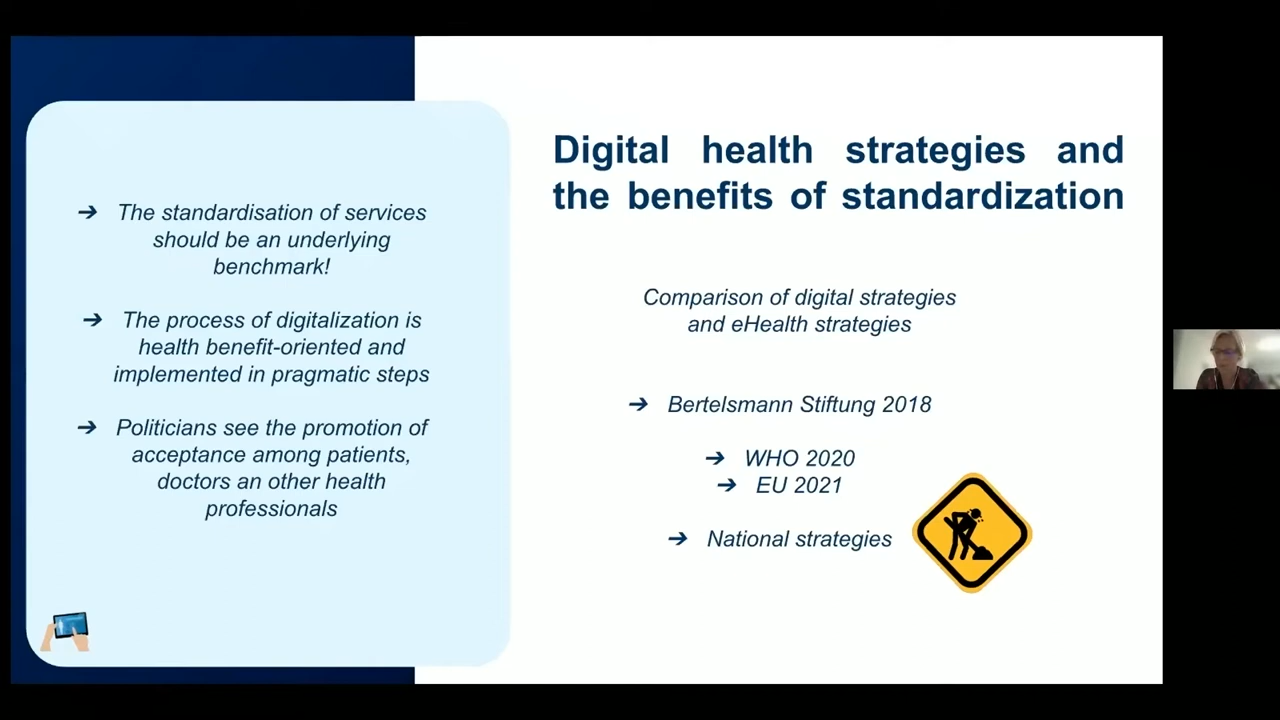 ➔ The standardisation of services
should be an underlying
benchmark!
➔ The process of digitalization is
health benefit-oriented and
implemented in pragmatic steps
➔ Politicians see the promotion of
acceptance among patients,
doctors an other health
professionals
Digital health strategies and
the benefits of standardization
Comparison of digital strategies
and eHealth strategies
➔ Bertelsmann Stiftung 2018
➔ WHO 2020
➔ EU 2021
➔ National strategies